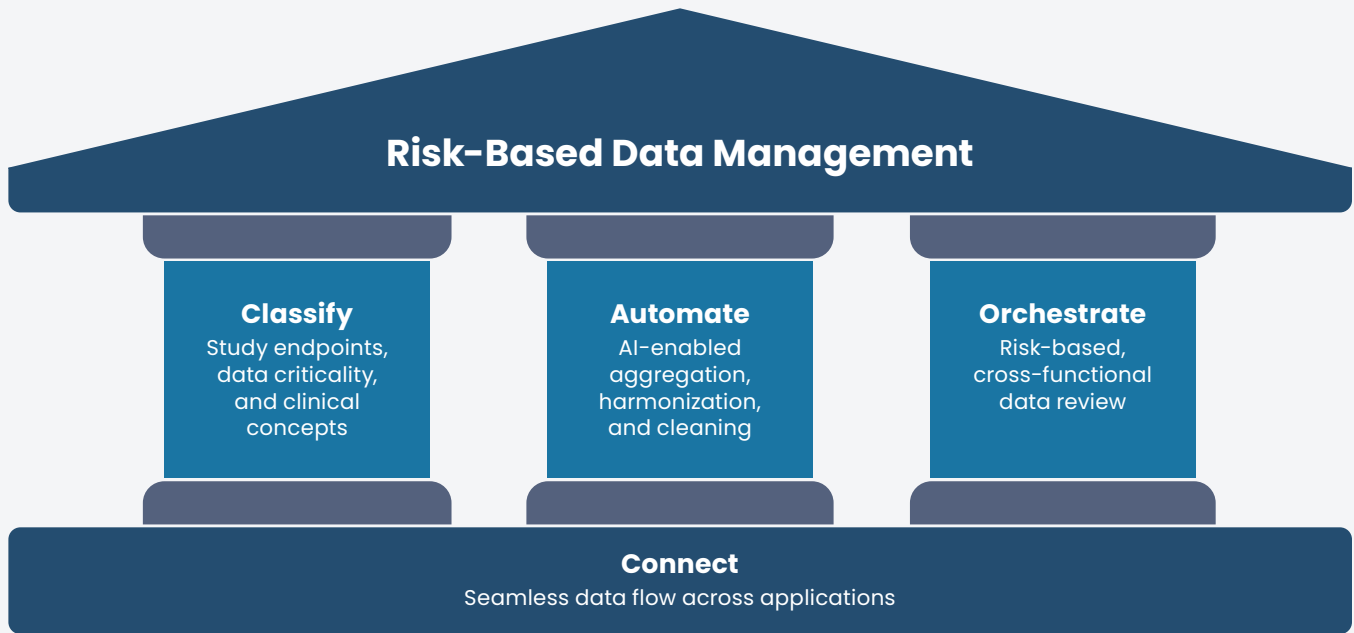 Risk-Based Data Management
Classify
Study endpoints,
data criticality,
and clinical
concepts
Automate
AI-enabled
aggregation,
harmonization,
and cleaning
Orchestrate
Risk-based,
cross-functional
data review
Connect
Seamless data flow across applications